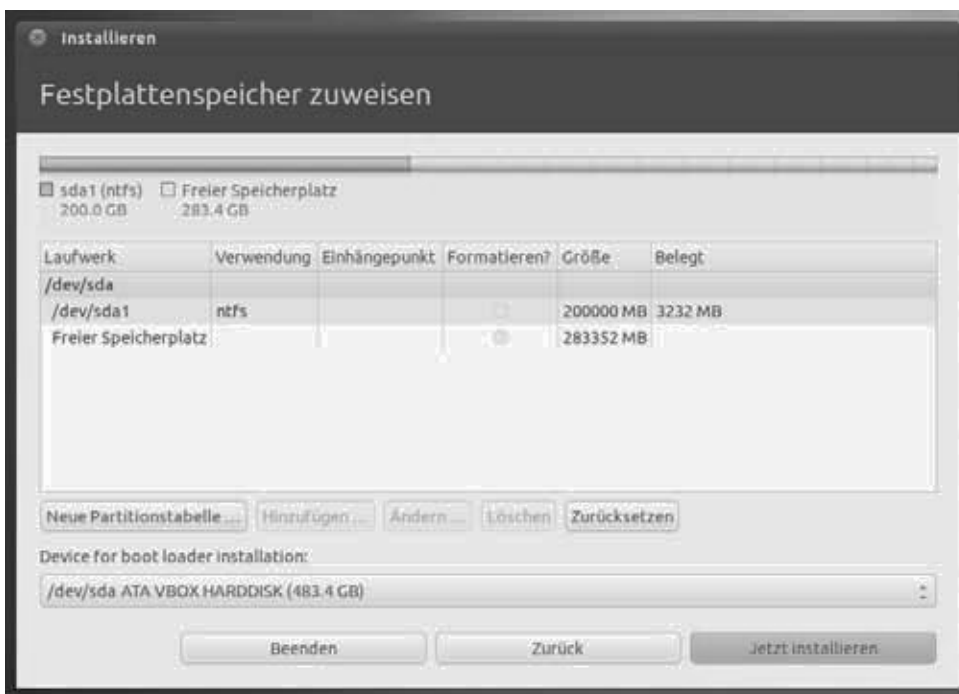 Installieren
Festplattenspeicher zuweisen
sda1 (ntfs) Freier Speicherplatz
200.0 GB 283.4 GB
Laufwerk Verwendung Einhängepunkt Formatieren? Größe Belegt
/dev/sda
/dev/sda1 ntfs 200000 MB 3232 MB
Freier Speicherplatz 283352 MB
Neue Partitionstabelle ... Hinzufügen ... Ändern ... Löschen Zurücksetzen
Device for boot loader installation:
/dev/sda ATA VBOX HARDDISK (483.4 GB)
Beenden Zurück Jetzt installieren